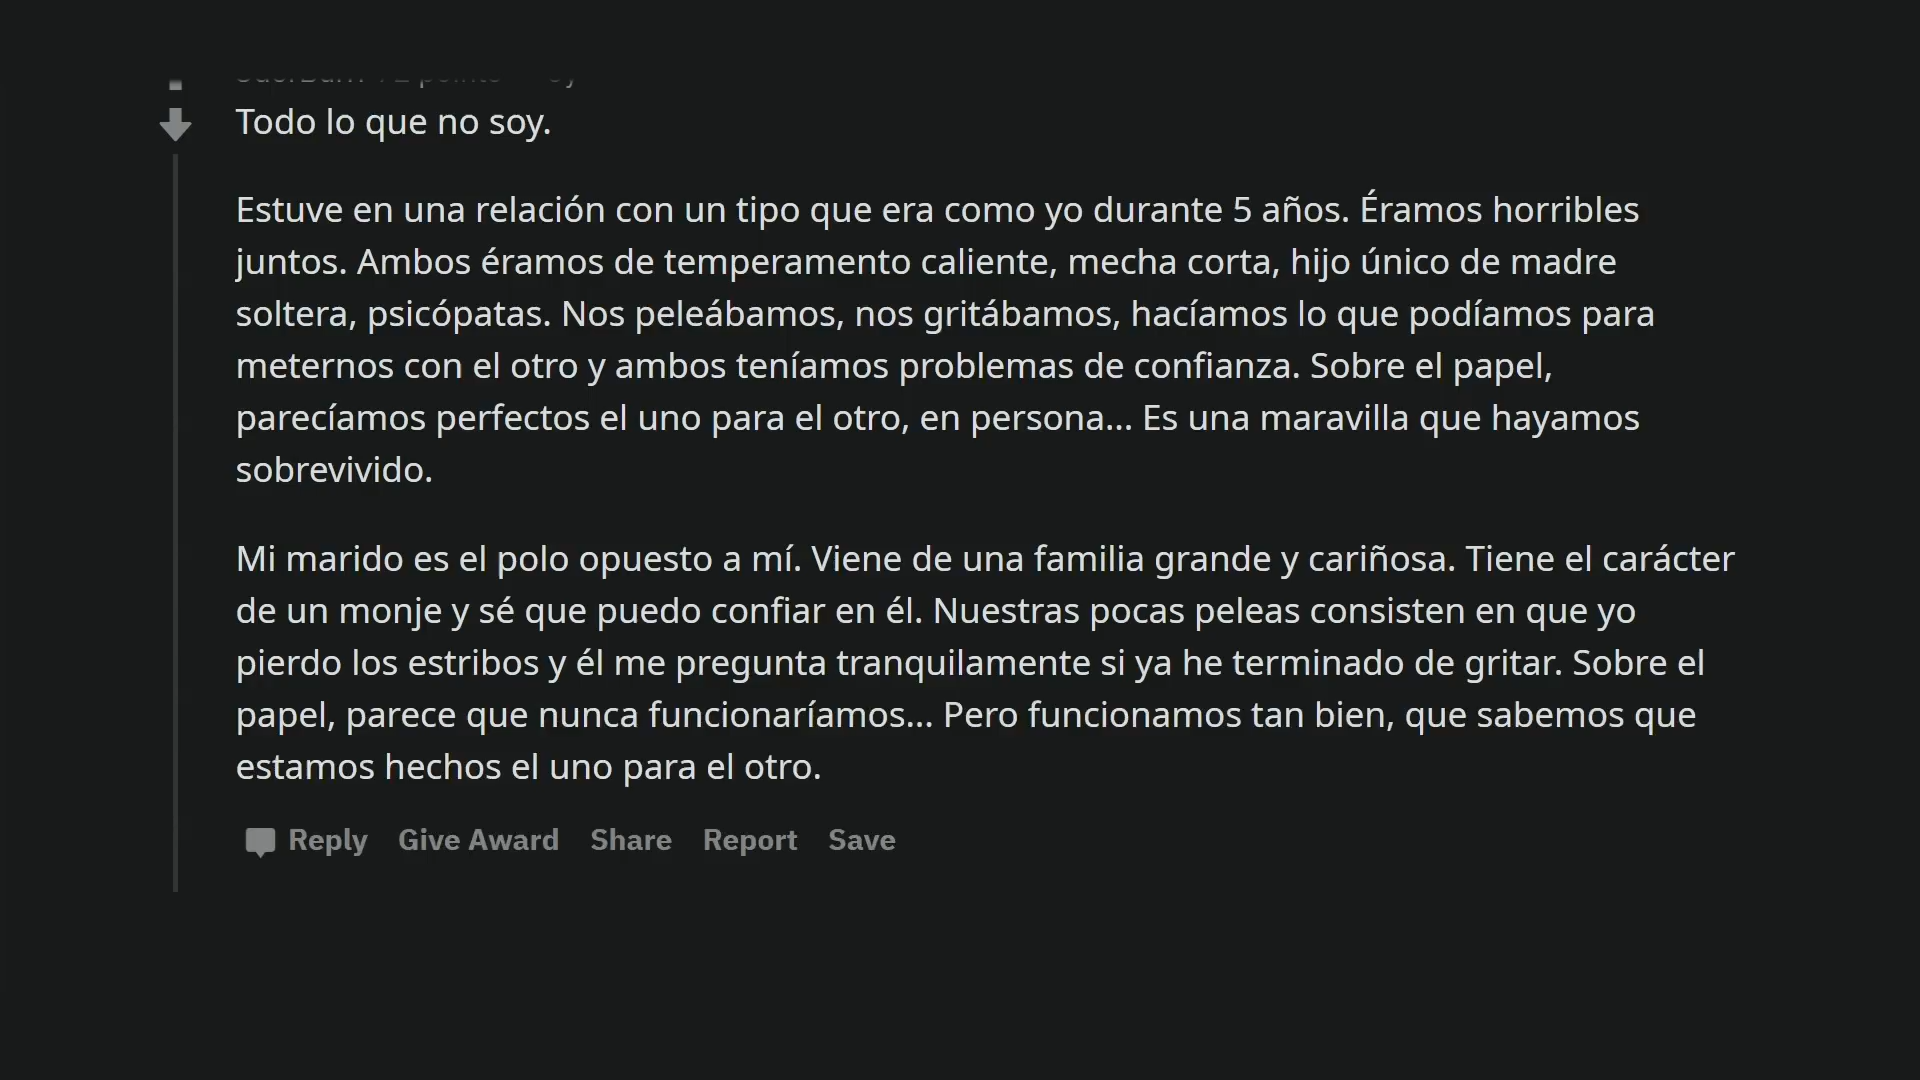 Todo lo que no soy.
Estuve en una relación con un tipo que era como yo durante 5 años. Éramos horribles
juntos. Ambos éramos de temperamento caliente, mecha corta, hijo único de madre
soltera, psicópatas. Nos peleábamos, nos gritábamos, hacíamos lo que podíamos para
meternos con el otro y ambos teníamos problemas de confianza. Sobre el papel,
parecíamos perfectos el uno para el otro, en persona... Es una maravilla que hayamos
sobrevivido.
Mi marido es el polo opuesto a mí. Viene de una familia grande y cariñosa. Tiene el carácter
de un monje y sé que puedo confiar en él. Nuestras pocas peleas consisten en que yo
pierdo los estribos y él me pregunta tranquilamente si ya he terminado de gritar. Sobre el
papel, parece que nunca funcionaríamos... Pero funcionamos tan bien, que sabemos que
estamos hechos el uno para el otro.
Reply Give Award Share Report Save